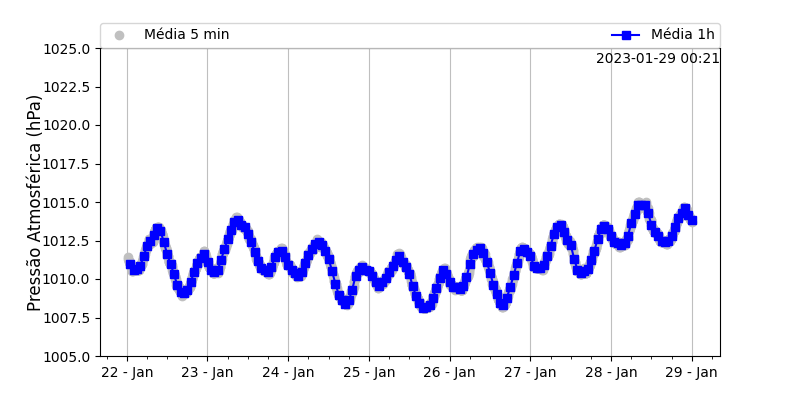 Média 5 min
Média 1h
2023-01-29 00:21
Pressão Atmosférica (hPa)
1025.0
1022.5
1020.0
1017.5
1015.0
1012.5
1010.0
1007.5
1005.0
22 - Jan
23 - Jan
24 - Jan
25 - Jan
26 - Jan
27 - Jan
28 - Jan
29 - Jan